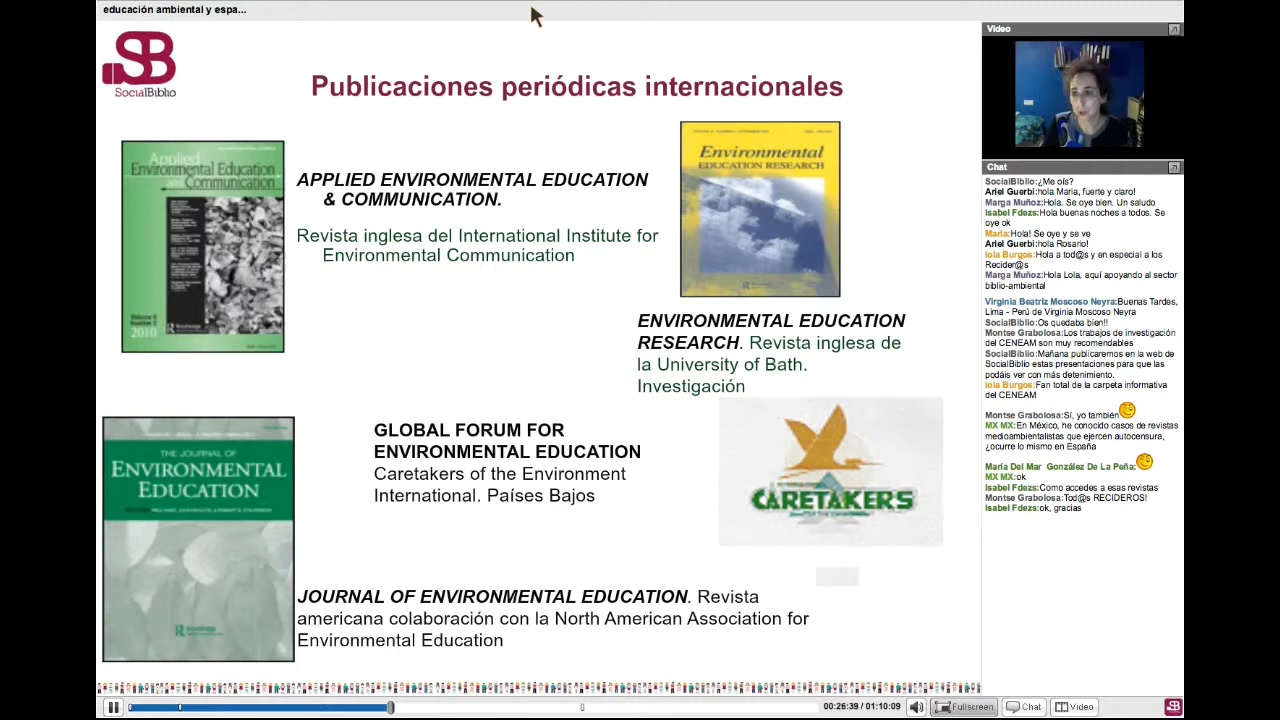 educación ambiental y espa...
SB
SOCIALBIBLIO
Publicaciones periódicas internacionales
Applied
Environmental Education
and
Communication
Volume 9
Number 2
2010
Routledge
APPLIED ENVIRONMENTAL EDUCATION
& COMMUNICATION.
Revista inglesa del International Institute for
Environmental Communication
Environmental
EDUCATION RESEARCH
ENVIRONMENTAL EDUCATION
RESEARCH. Revista inglesa de
la University of Bath.
Investigación
GLOBAL FORUM FOR
ENVIRONMENTAL EDUCATION
Caretakers of the Environment
International. Países Bajos
CARETAKERS
THE JOURNAL OF
ENVIRONMENTAL
EDUCATION
Routledge
JOURNAL OF ENVIRONMENTAL EDUCATION. Revista
americana colaboración con la North American Association for
Environmental Education
Video
Chat
SocialBiblio:¿Me oís?
Ariel Guerbi:hola Maria, fuerte y claro!
Marga Muñoz:Hola. Se oye bien. Un saludo
Isabel Fdezs:Hola buenas noches a todos. Se
oye ok
María:Hola! Se oye y se ve
Ariel Guerbi:hola Rosario!
lola Burgos:Hola a tod@s y en especial a los
Recider@s
Marga Muñoz:Hola Lola, aquí apoyando al sector
biblio-ambiental
Virginia Beatriz Moscoso Neyra:Buenas Tardes,
Lima - Perú de Virginia Moscoso Neyra
SocialBiblio:Os quedaba bien!!
Montse Grabolosa:Los trabajos de investigación
del CENEAM son muy recomendables
SocialBiblio:Mañana publicaremos en la web de
SocialBiblio estas presentaciones para que las
podáis ver con más detenimiento.
lola Burgos:Fan total de la carpeta informativa
del CENEAM
Montse Grabolosa:Sí, yo también
MX MX:En México, he conocido casos de revistas
medioambientalistas que ejercen autocensura,
¿ocurre lo mismo en España
María Del Mar González De La Peña:
MX MX:ok
Isabel Fdezs:Como accedes a esas revistas
Montse Grabolosa:Tod@s RECIDEROS!
Isabel Fdezs:ok, gracias
00:26:39 / 01:10:09
Fullscreen
Chat
Video
SB